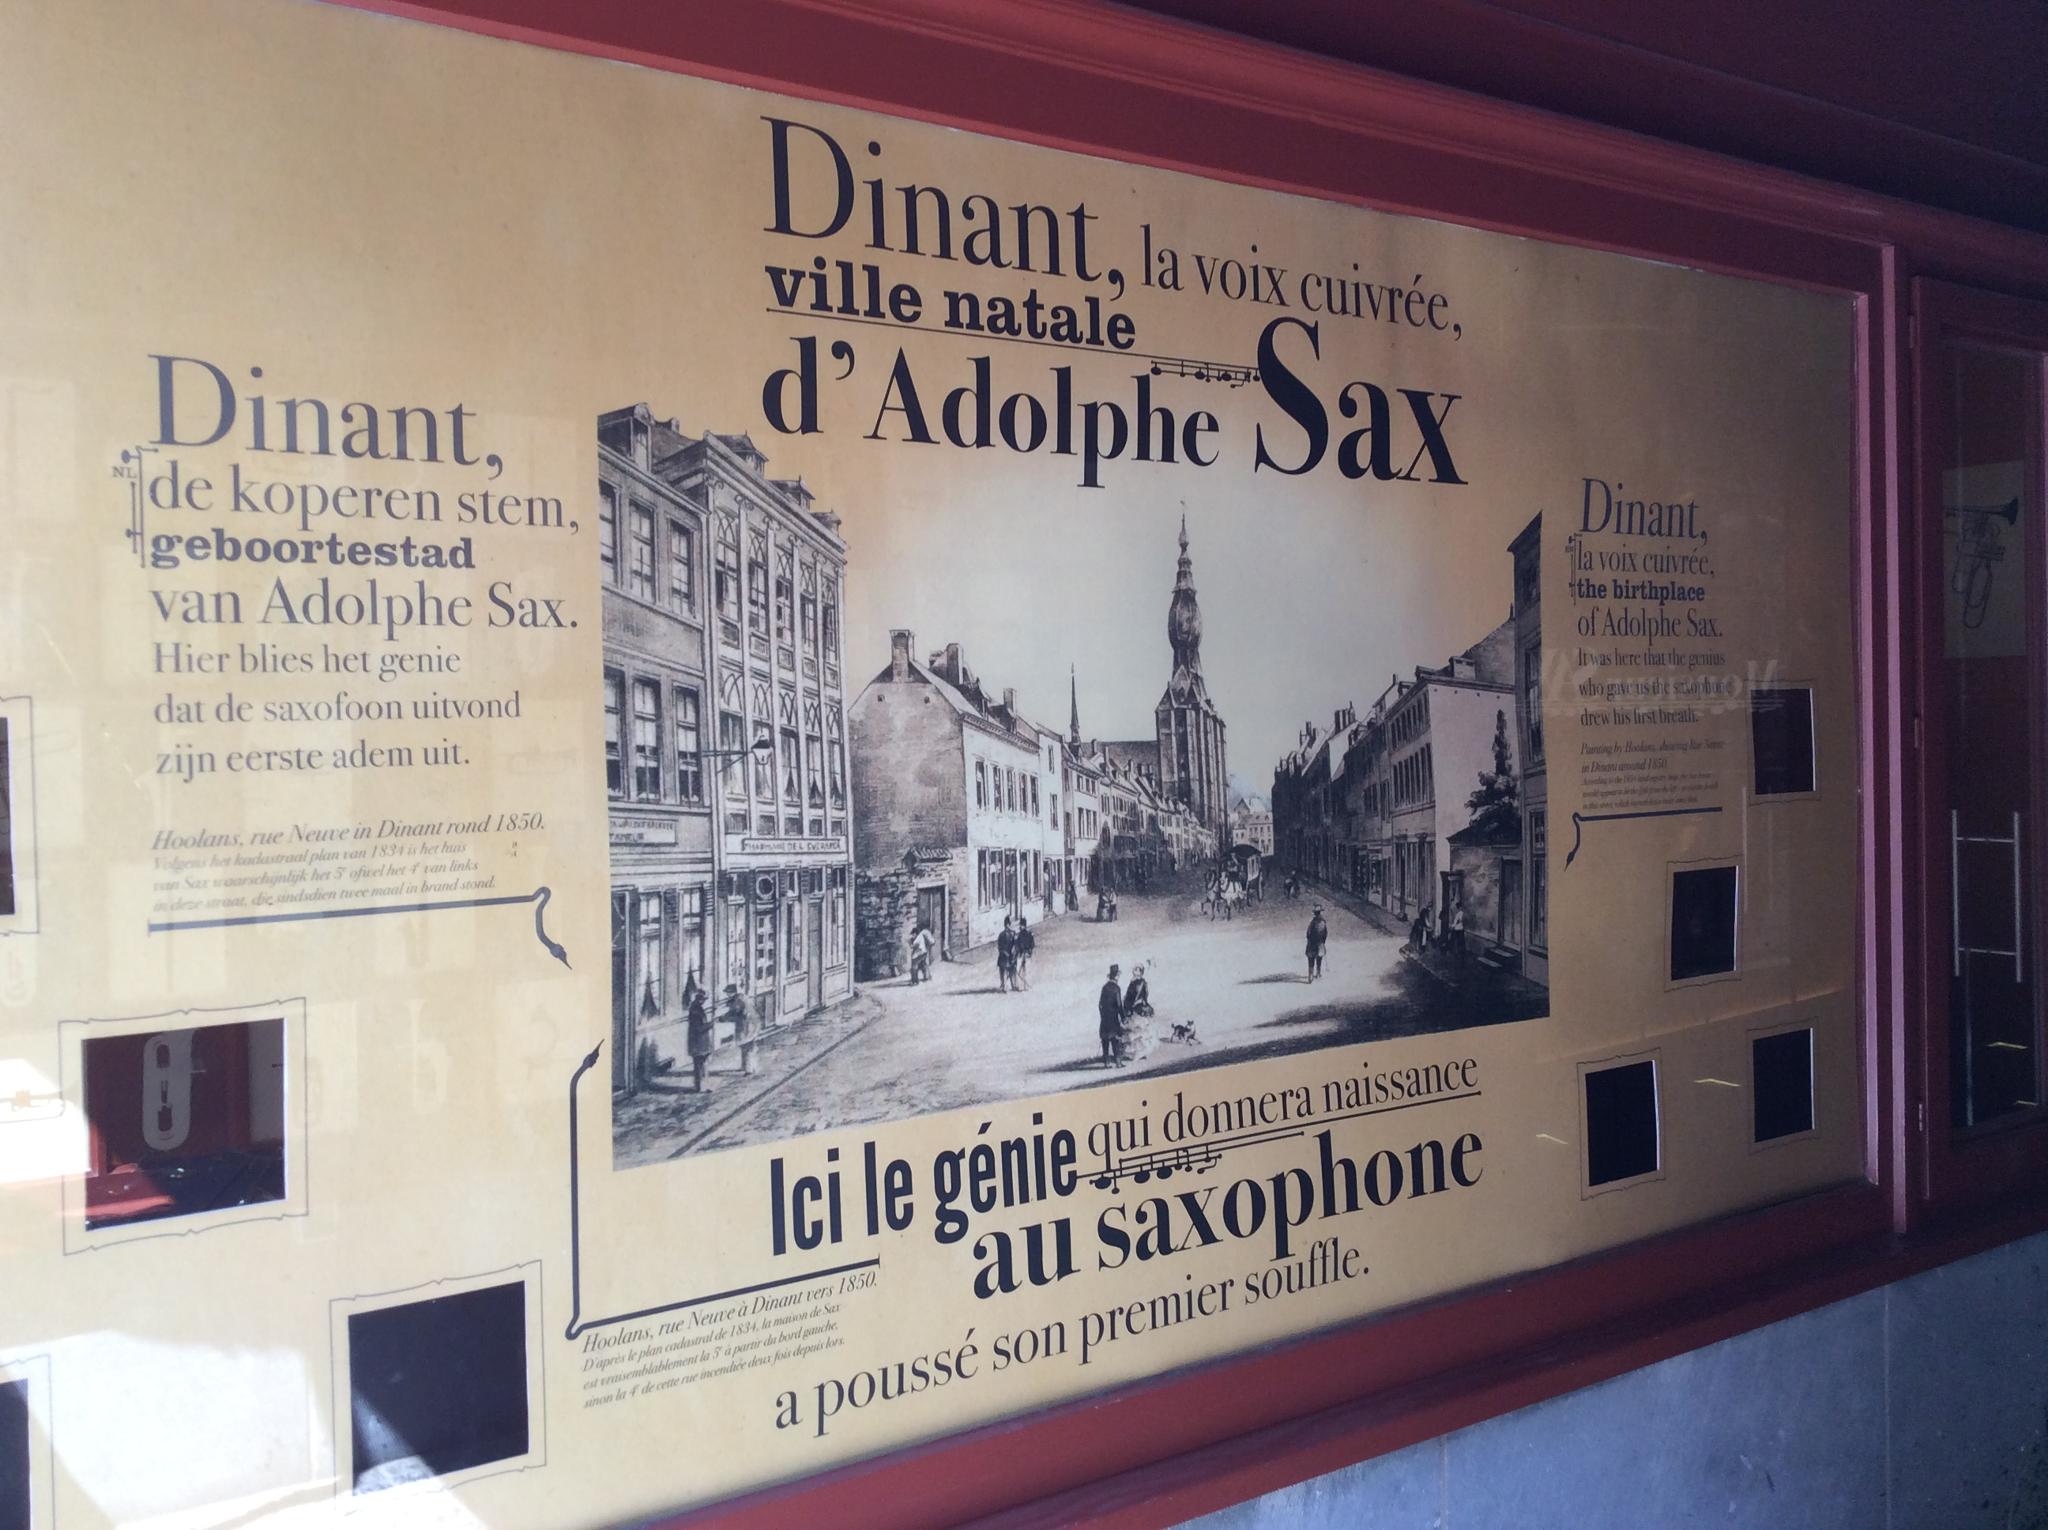 Dinant, la voix cuivrée,
ville natale
d'Adolphe Sax
NL
Dinant,
de koperen stem,
geboortestad
van Adolphe Sax.
Hier blies het genie
dat de saxofoon uitvond
zijn eerste adem uit.
Hoolans, rue Neuve in Dinant rond 1850.
Volgens het kadastraal plan van 1834 is het huis
van Sax waarschijnlijk het 5e ofwel het 4e van links
in deze straat, die sindsdien twee maal in brand stond.
Dinant,
la voix cuivrée,
the birthplace
of Adolphe Sax.
It was here that the genius
who gave us the saxophone
drew his first breath.
Painting by Hoolans, showing Rue Neuve
in Dinant around 1850
Ici le génie qui donnera naissance
au saxophone
a poussé son premier souffle.
Hoolans, rue Neuve à Dinant vers 1850.
D'après le plan cadastral de 1834, la maison de Sax
est vraisemblablement la 5e à partir du bord gauche,
sinon la 4e de cette rue incendiée deux fois depuis lors.